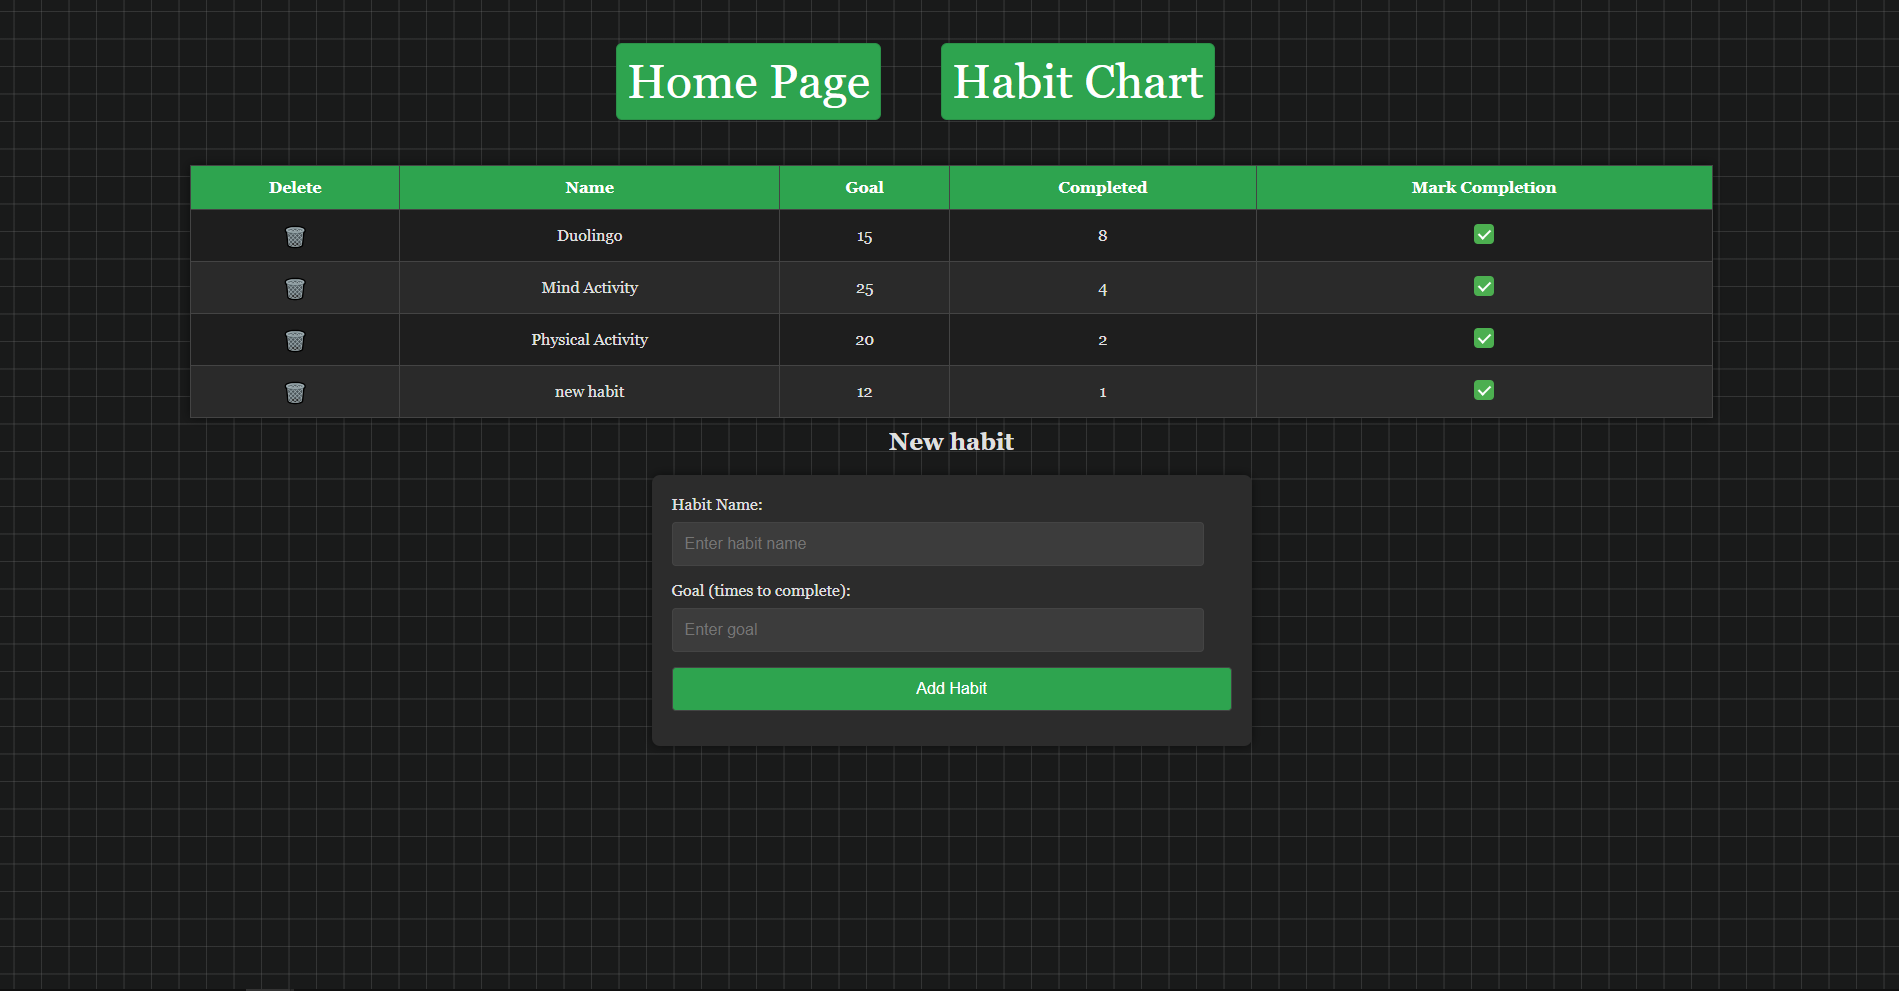 Home Page Habit Chart
Delete Name Goal Completed Mark Completion
Duolingo 15 8
Mind Activity 25 4
Physical Activity 20 2
new habit 12 1
New habit
Habit Name:
Enter habit name
Goal (times to complete):
Enter goal
Add Habit